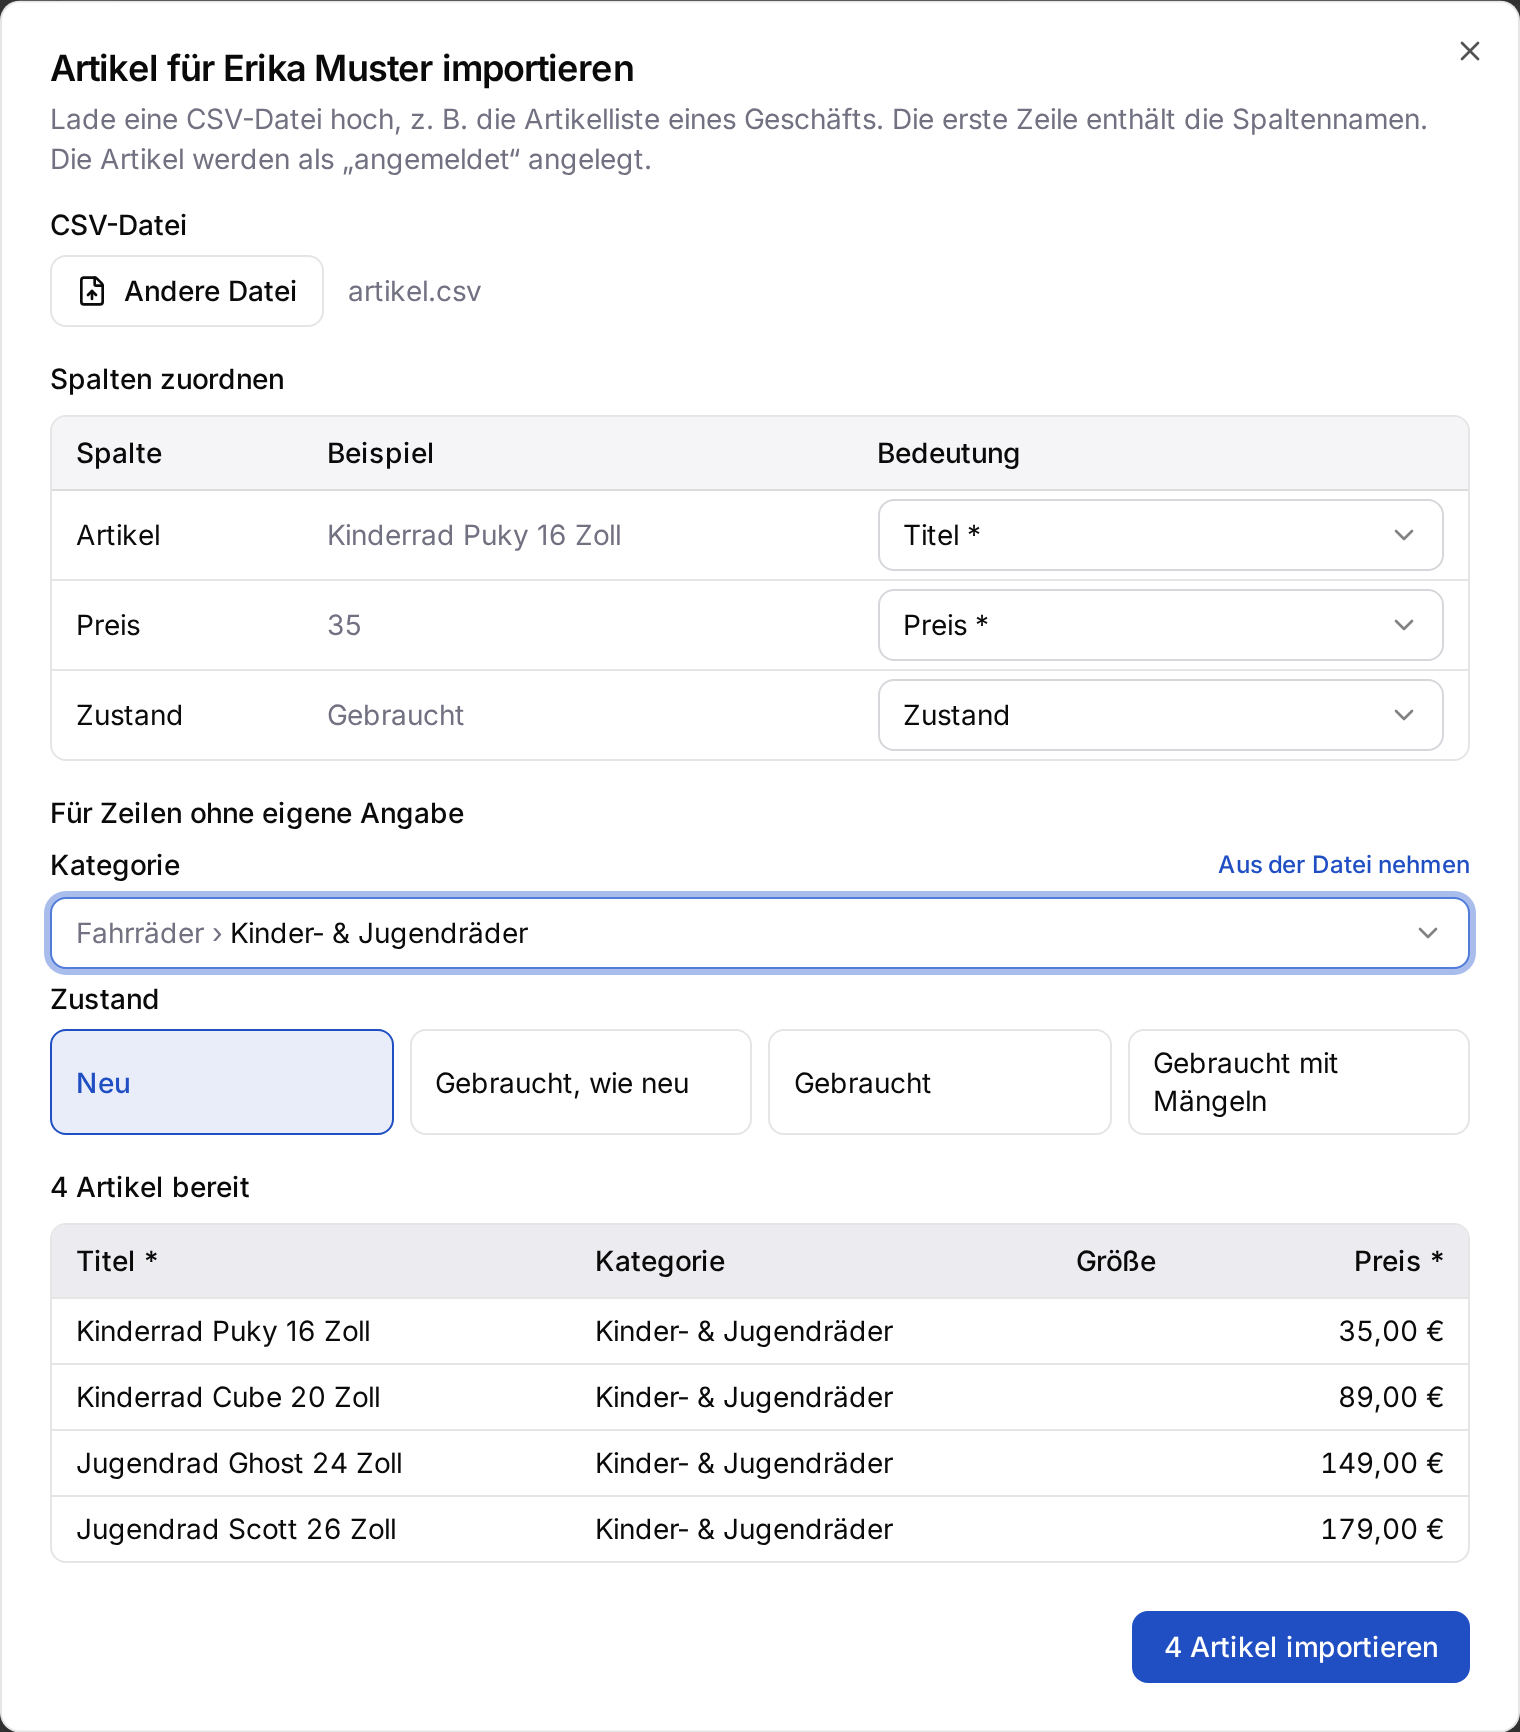 Artikel für Erika Muster importieren
Lade eine CSV-Datei hoch, z. B. die Artikelliste eines Geschäfts. Die erste Zeile enthält die Spaltennamen.
Die Artikel werden als „angemeldet“ angelegt.
CSV-Datei
Andere Datei artikel.csv
Spalten zuordnen
Spalte Beispiel Bedeutung
Artikel Kinderrad Puky 16 Zoll Titel *
Preis 35 Preis *
Zustand Gebraucht Zustand
Für Zeilen ohne eigene Angabe
Kategorie Aus der Datei nehmen
Fahrräder › Kinder- & Jugendräder
Zustand
Neu Gebraucht, wie neu Gebraucht Gebraucht mit
Mängeln
4 Artikel bereit
Titel * Kategorie Größe Preis *
Kinderrad Puky 16 Zoll Kinder- & Jugendräder 35,00 €
Kinderrad Cube 20 Zoll Kinder- & Jugendräder 89,00 €
Jugendrad Ghost 24 Zoll Kinder- & Jugendräder 149,00 €
Jugendrad Scott 26 Zoll Kinder- & Jugendräder 179,00 €
4 Artikel importieren